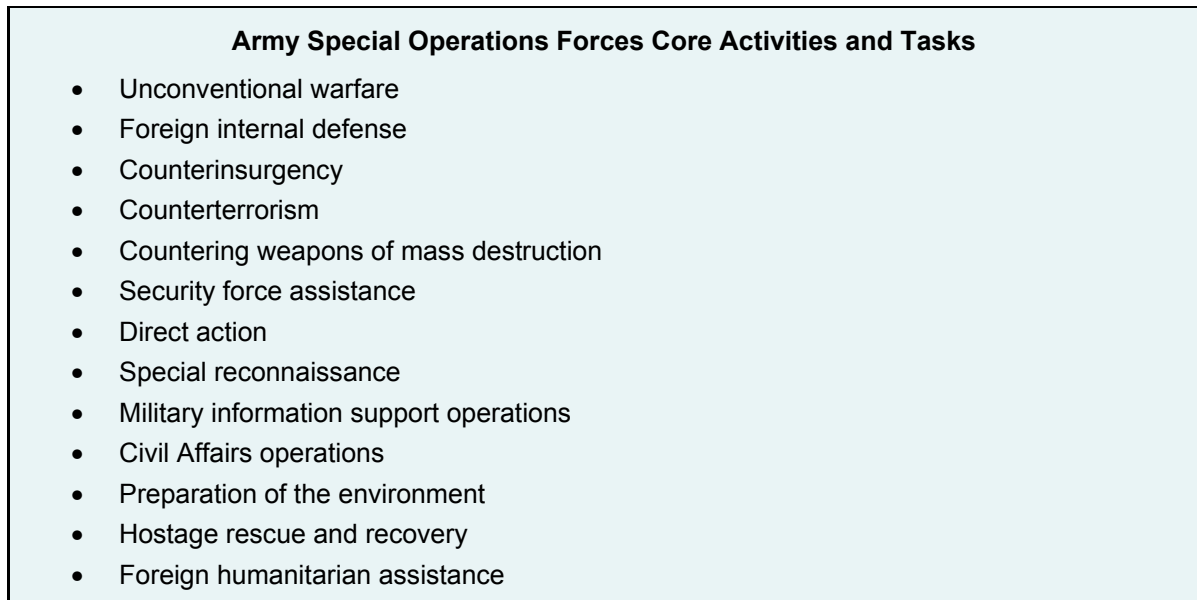 Army Special Operations Forces Core Activities and Tasks
• Unconventional warfare
• Foreign internal defense
• Counterinsurgency
• Counterterrorism
• Countering weapons of mass destruction
• Security force assistance
• Direct action
• Special reconnaissance
• Military information support operations
• Civil Affairs operations
• Preparation of the environment
• Hostage rescue and recovery
• Foreign humanitarian assistance